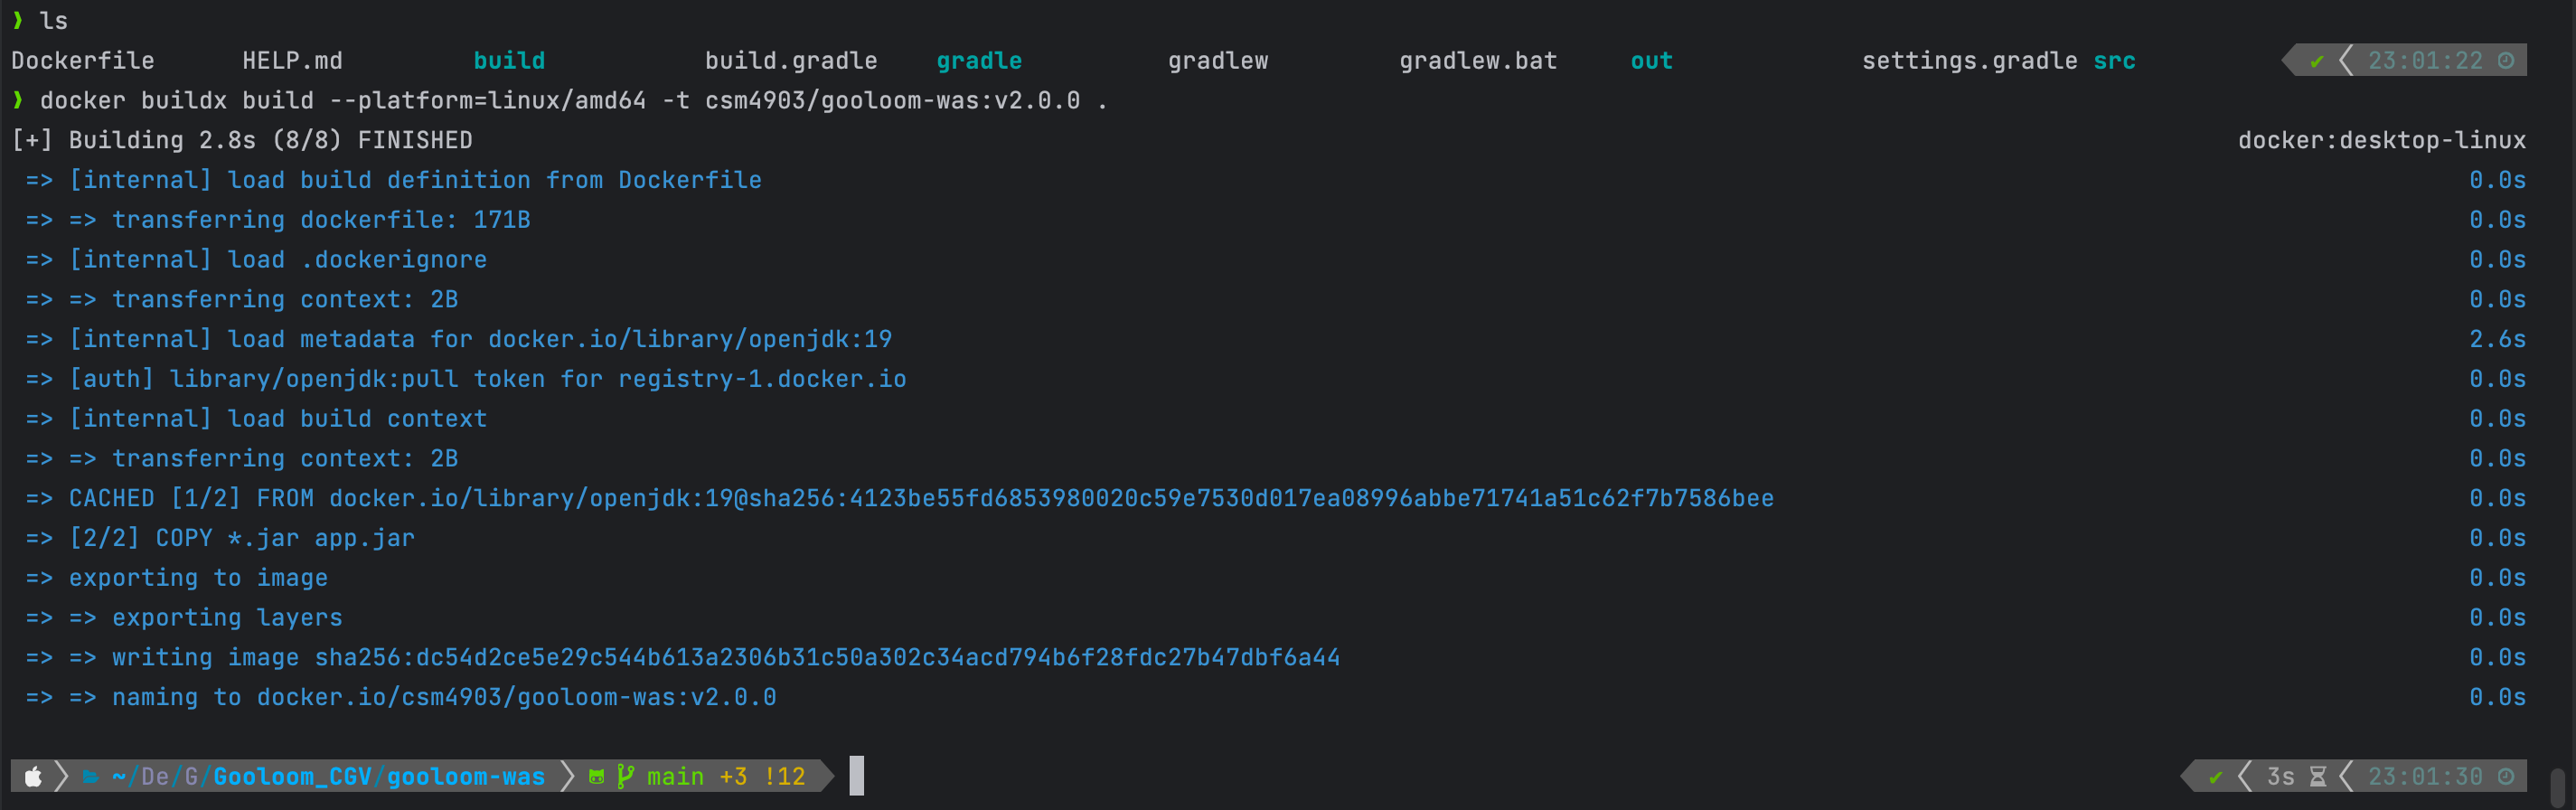 ❱ ls
Dockerfile HELP.md build build.gradle gradle gradlew gradlew.bat out settings.gradle src ✔ 23:01:22
❱ docker buildx build --platform=linux/amd64 -t csm4903/gooloom-was:v2.0.0 .
[+] Building 2.8s (8/8) FINISHED docker:desktop-linux
=> [internal] load build definition from Dockerfile 0.0s
=> => transferring dockerfile: 171B 0.0s
=> [internal] load .dockerignore 0.0s
=> => transferring context: 2B 0.0s
=> [internal] load metadata for docker.io/library/openjdk:19 2.6s
=> [auth] library/openjdk:pull token for registry-1.docker.io 0.0s
=> [internal] load build context 0.0s
=> => transferring context: 2B 0.0s
=> CACHED [1/2] FROM docker.io/library/openjdk:19@sha256:4123be55fd6853980020c59e7530d017ea08996abbe71741a51c62f7b7586bee 0.0s
=> [2/2] COPY *.jar app.jar 0.0s
=> exporting to image 0.0s
=> => exporting layers 0.0s
=> => writing image sha256:dc54d2ce5e29c544b613a2306b31c50a302c34acd794b6f28fdc27b47dbf6a44 0.0s
=> => naming to docker.io/csm4903/gooloom-was:v2.0.0 0.0s
~/De/G/Gooloom_CGV/gooloom-was main +3 !12 ✔ 3s 23:01:30